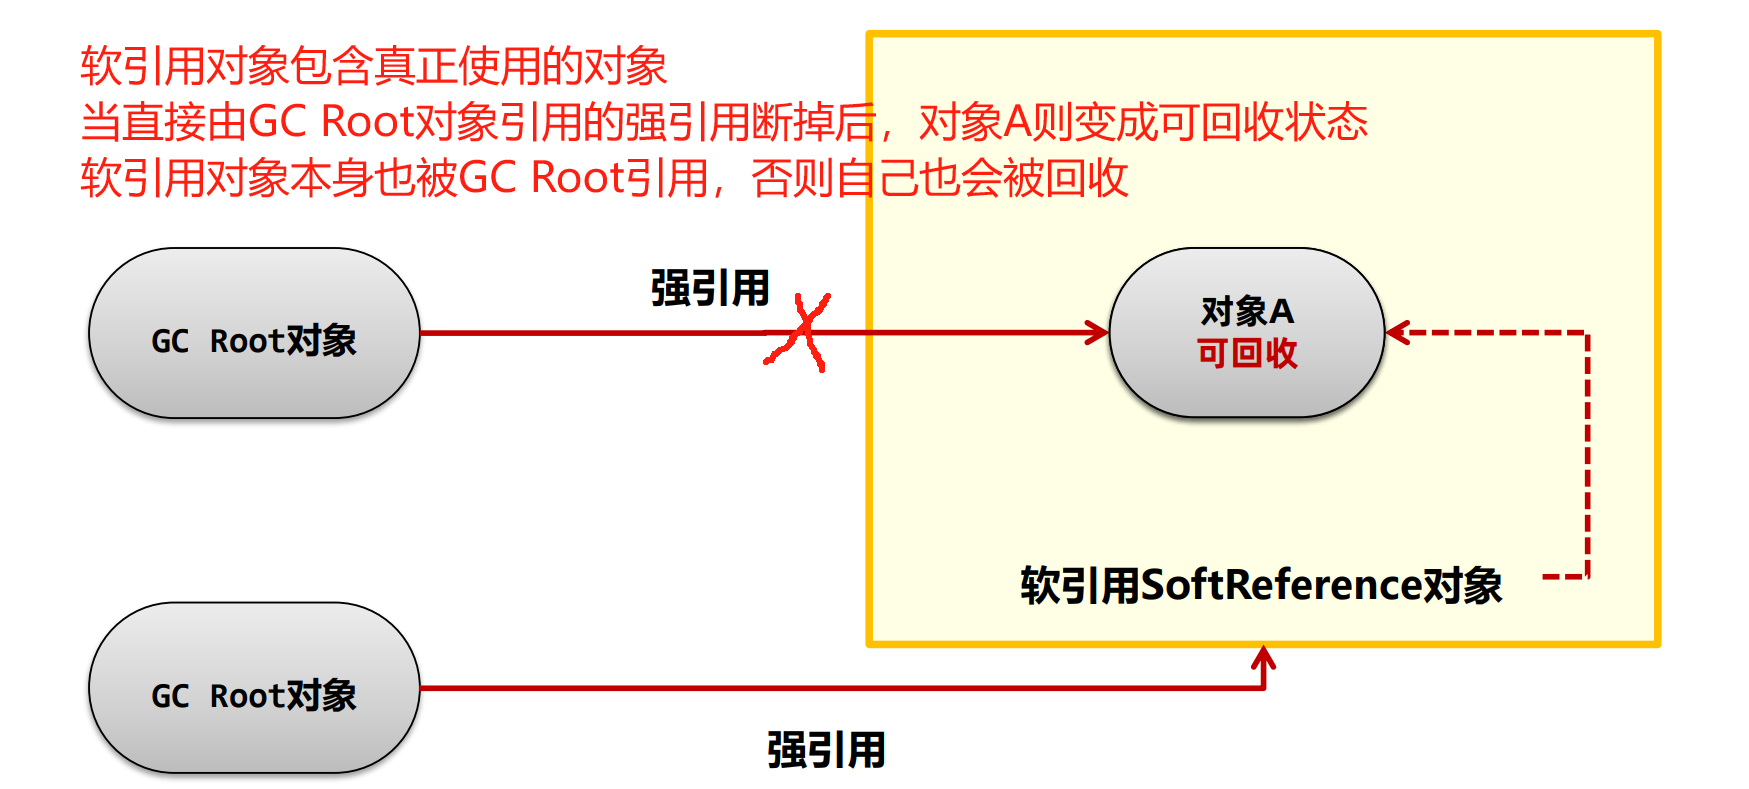 软引用对象包含真正使用的对象
当直接由GC Root对象引用的强引用断掉后，对象A则变成可回收状态
软引用对象本身也被GC Root引用，否则自己也会被回收
强引用
GC Root对象
对象A
可回收
软引用SoftReference对象
GC Root对象
强引用